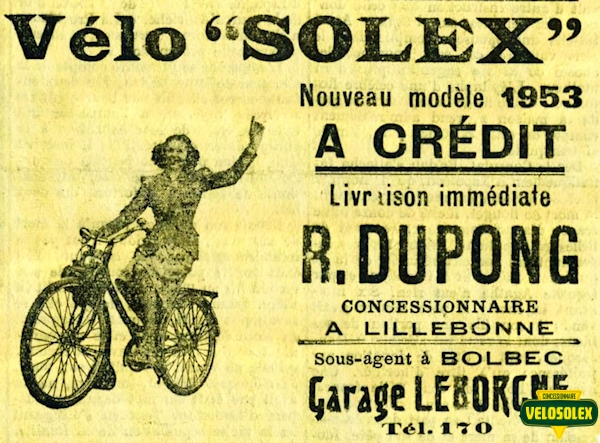 Vélo "SOLEX"
Nouveau modèle 1953
A CRÉDIT
Livraison immédiate
R. DUPONG
CONCESSIONNAIRE
A LILLEBONNE
Sous-agent à BOLBEC
Garage LEBORGNE
Tél. 170
CONCESSIONNAIRE
VELOSOLEX